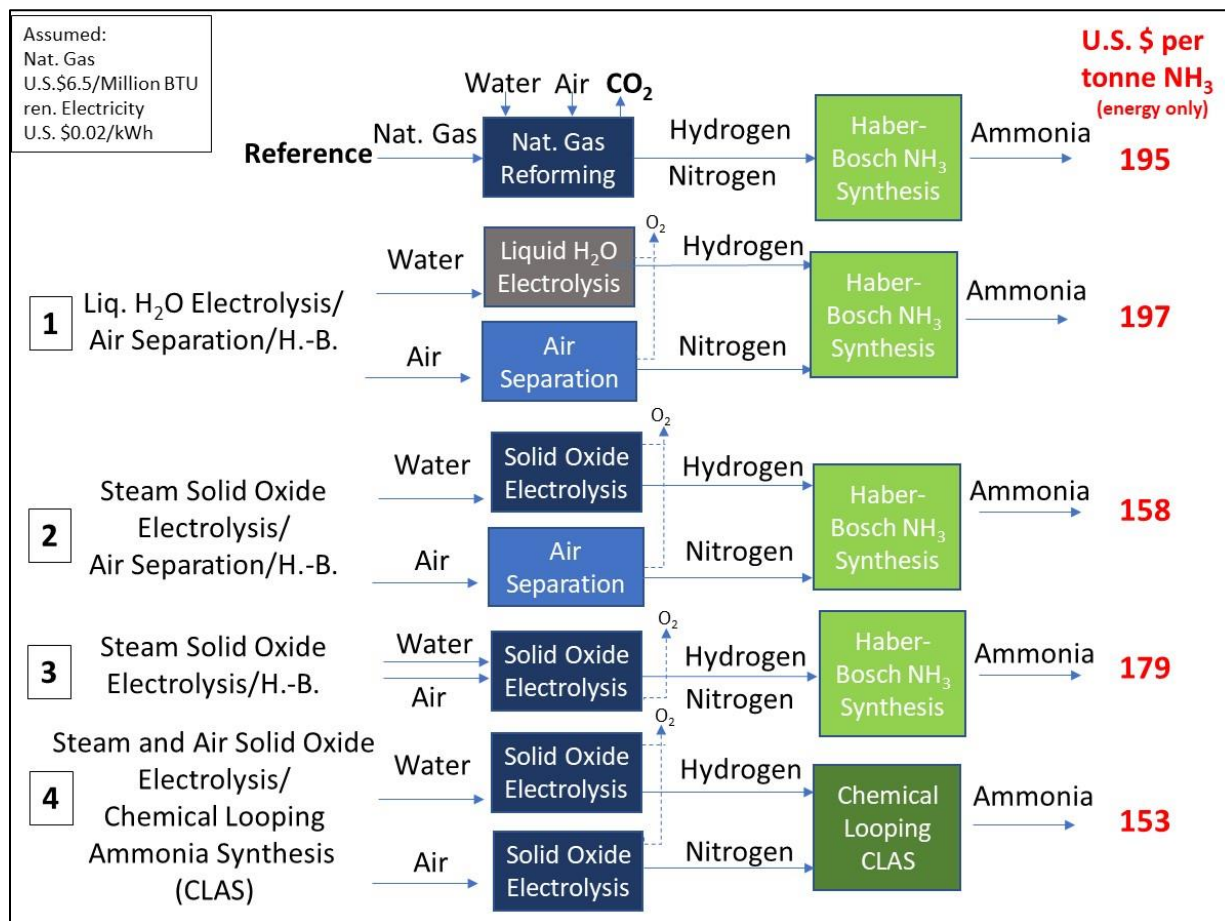 Assumed:
Nat. Gas
U.S.$6.5/Million BTU
ren. Electricity
U.S. $0.02/kWh
U.S. $ per
tonne NH₃
(energy only)
Reference
Nat. Gas
Water
Air
CO₂
Nat. Gas
Reforming
Hydrogen
Nitrogen
Haber-
Bosch NH₃
Synthesis
Ammonia
195
1
Liq. H₂O Electrolysis/
Air Separation/H.-B.
Water
Air
Liquid H₂O
Electrolysis
Air
Separation
O₂
Hydrogen
Nitrogen
Haber-
Bosch NH₃
Synthesis
Ammonia
197
2
Steam Solid Oxide
Electrolysis/
Air Separation/H.-B.
Water
Air
Solid Oxide
Electrolysis
Air
Separation
O₂
Hydrogen
Nitrogen
Haber-
Bosch NH₃
Synthesis
Ammonia
158
3
Steam Solid Oxide
Electrolysis/H.-B.
Water
Air
Solid Oxide
Electrolysis
O₂
Hydrogen
Nitrogen
Haber-
Bosch NH₃
Synthesis
Ammonia
179
4
Steam and Air Solid Oxide
Electrolysis/
Chemical Looping
Ammonia Synthesis
(CLAS)
Water
Air
Solid Oxide
Electrolysis
Solid Oxide
Electrolysis
O₂
Hydrogen
Nitrogen
Chemical
Looping
CLAS
Ammonia
153